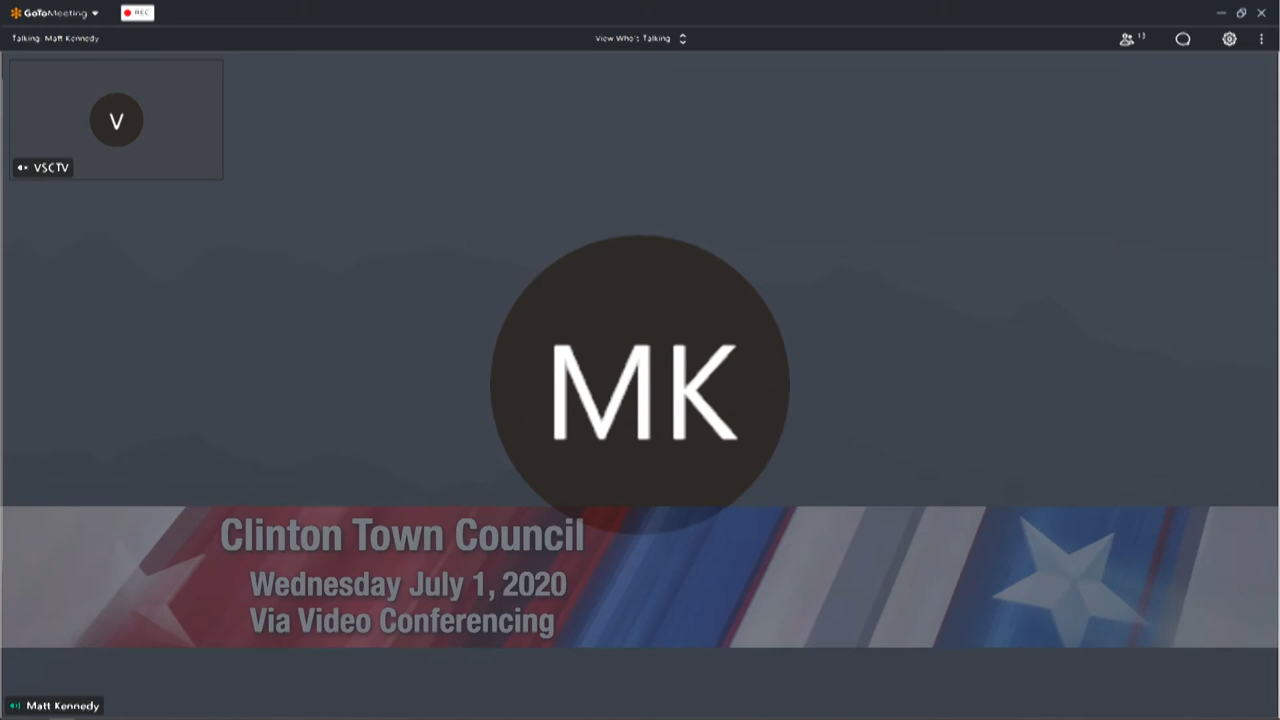 GoToMeeting
REC
Talking: Matt Kennedy
View Who's Talking
13
V
VSCTV
MK
Clinton Town Council
Wednesday July 1, 2020
Via Video Conferencing
Matt Kennedy